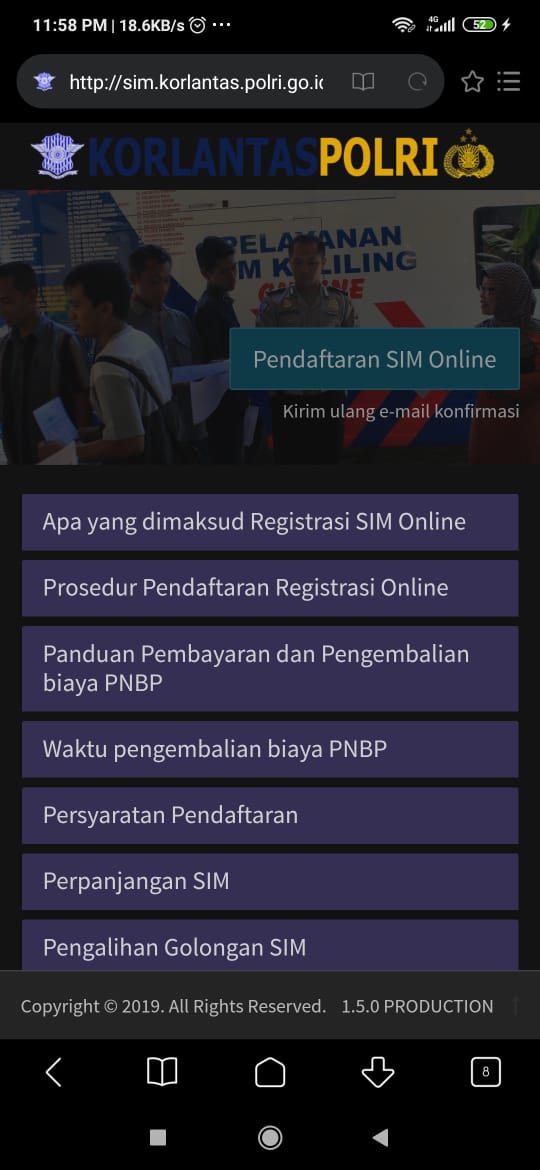 11:58 PM | 18.6KB/s
4G
52
http://sim.korlantas.polri.go.id
KORLANTASPOLRI
PELAYANAN
SIM KELILING
ONLINE
Pendaftaran SIM Online
Kirim ulang e-mail konfirmasi
Apa yang dimaksud Registrasi SIM Online
Prosedur Pendaftaran Registrasi Online
Panduan Pembayaran dan Pengembalian
biaya PNBP
Waktu pengembalian biaya PNBP
Persyaratan Pendaftaran
Perpanjangan SIM
Pengalihan Golongan SIM
Copyright © 2019. All Rights Reserved. 1.5.0 PRODUCTION
8